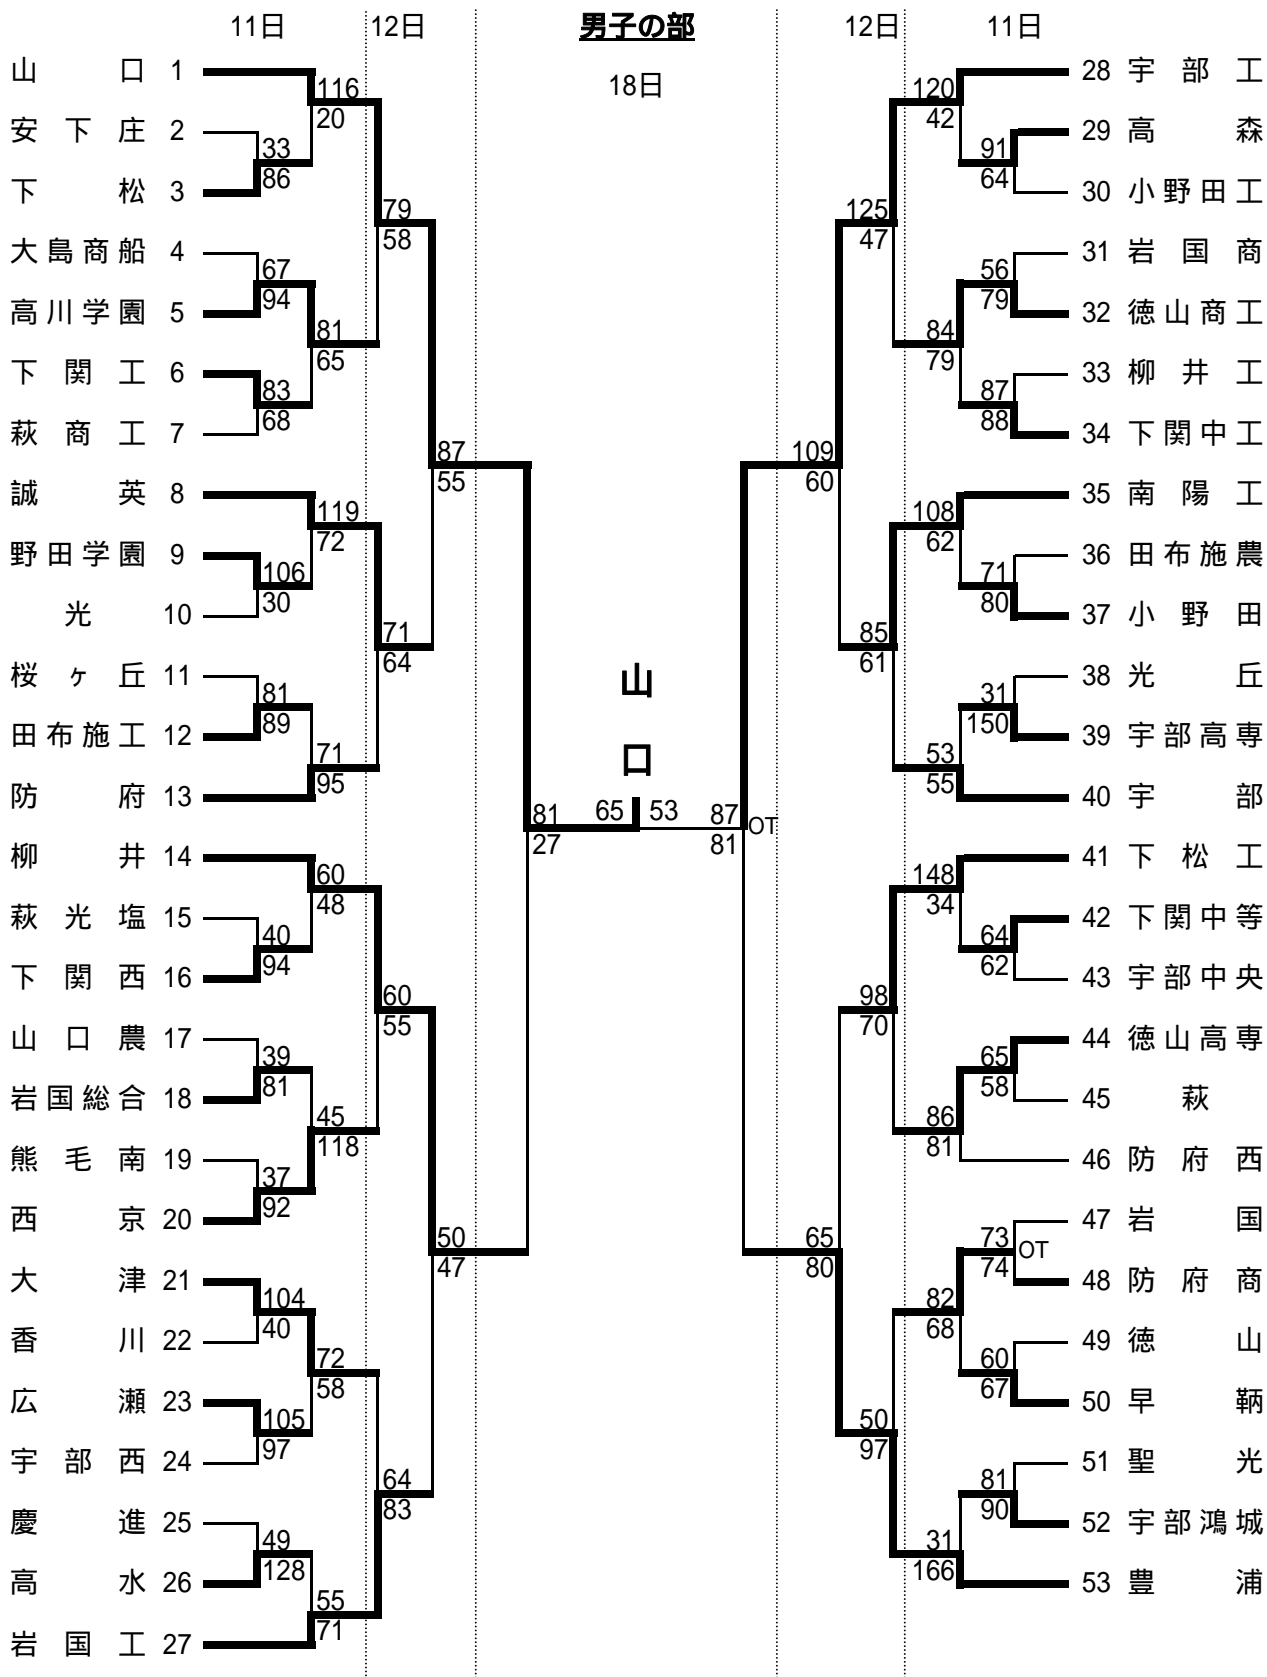 11日 12日 男子の部 12日 11日
18日
山口 1 28 宇部工
116 120
20 42
安下庄 2 29 高森
33 91
86 64
下松 3 30 小野田工
79 125
58 47
大島商船 4 31 岩国商
67 56
94 79
高川学園 5 32 徳山商工
81 84
65 79
下関工 6 33 柳井工
83 87
68 88
萩商工 7 34 下関中工
87 109
55 60
誠英 8 35 南陽工
119 108
72 62
野田学園 9 36 田布施農
106 71
30 80
光 10 37 小野田
71 85
64 61
桜ヶ丘 11 38 光丘
81 31
89 150
田布施工 12 39 宇部高専
71 53
95 55
防府 13 40 宇部
山口
81 65 53 87 OT
27 81
柳井 14 41 下松工
60 148
48 34
萩光塩 15 42 下関中等
40 64
94 62
下関西 16 43 宇部中央
60 98
55 70
山口農 17 44 徳山高専
39 65
81 58
岩国総合 18 45 萩
45 86
118 81
熊毛南 19 46 防府西
37
92
西京 20 47 岩国
50 65 73 OT
47 80 74
大津 21 48 防府商
104 82
40 68
香川 22 49 徳山
72 60
58 67
広瀬 23 50 早鞆
105 50
97 97
宇部西 24 51 聖光
64 81
83 90
慶進 25 52 宇部鴻城
49 31
128 166
高水 26 53 豊浦
55
71
岩国工 27